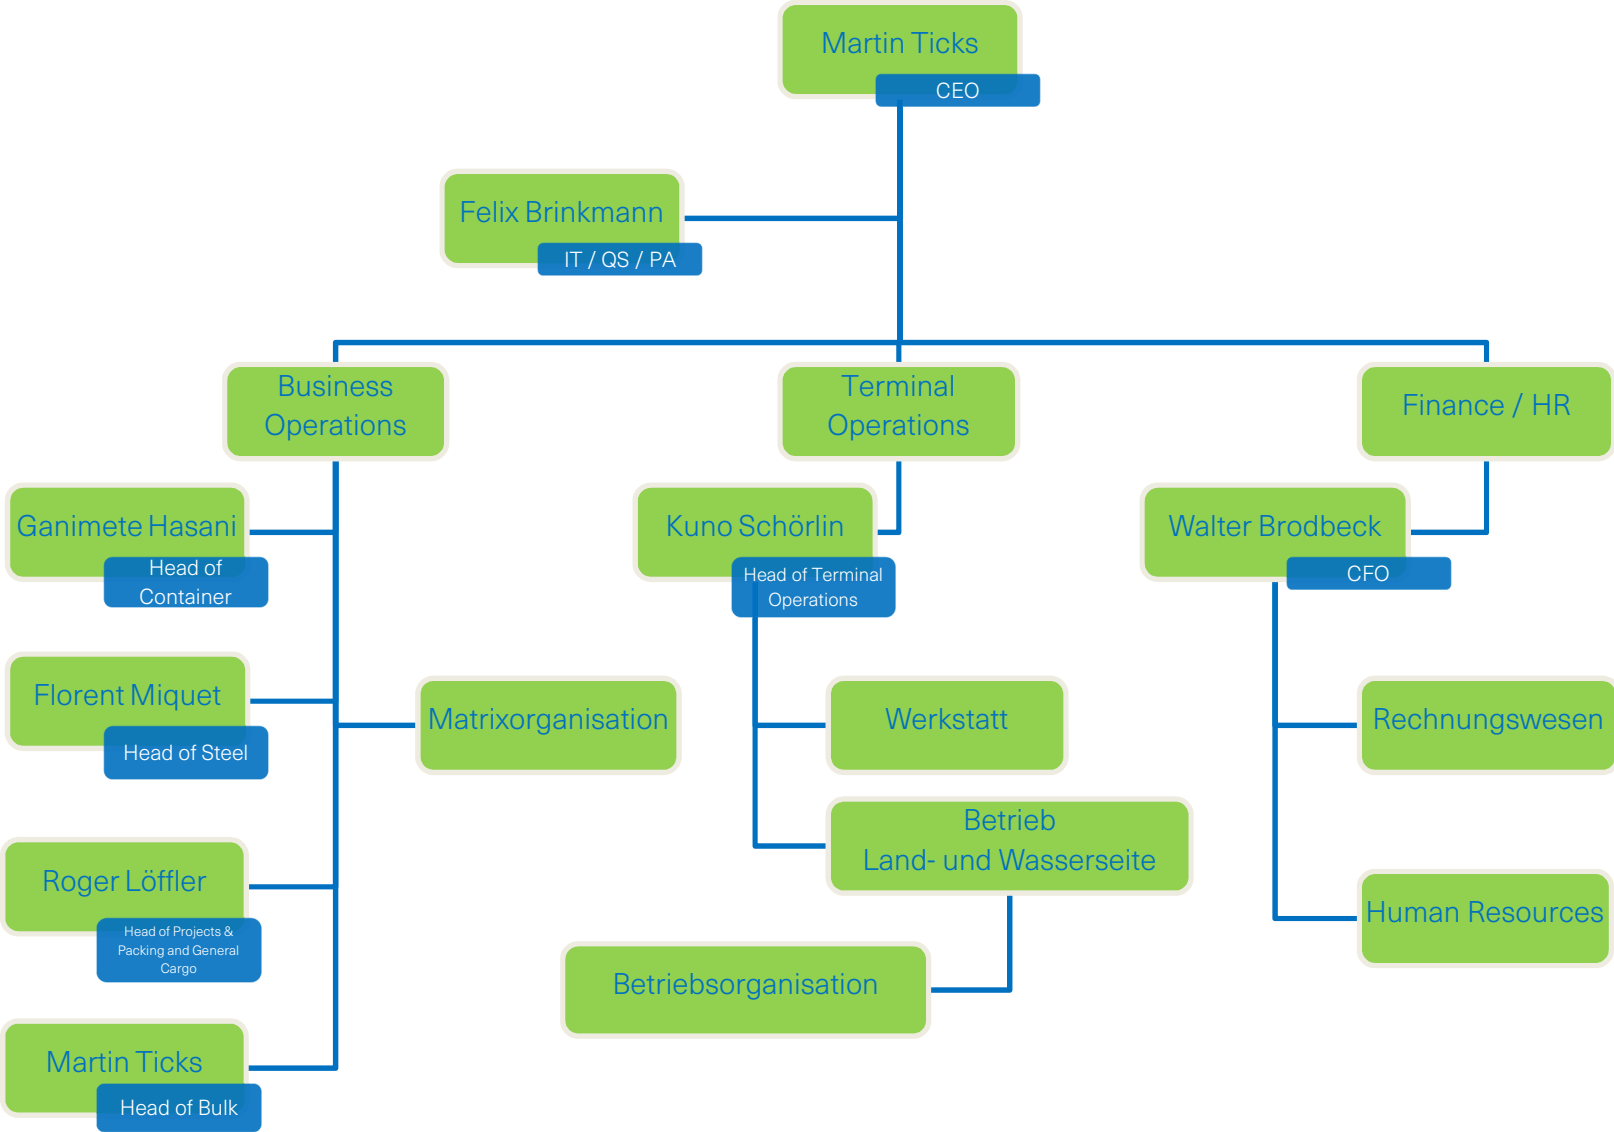 Martin Ticks
CEO
Felix Brinkmann
IT / QS / PA
Business
Operations
Terminal
Operations
Finance / HR
Ganimete Hasani
Head of
Container
Kuno Schörlin
Head of Terminal
Operations
Walter Brodbeck
CFO
Florent Miquet
Head of Steel
Matrixorganisation
Werkstatt
Rechnungswesen
Betrieb
Land- und Wasserseite
Roger Löffler
Head of Projects &
Packing and General
Cargo
Human Resources
Betriebsorganisation
Martin Ticks
Head of Bulk